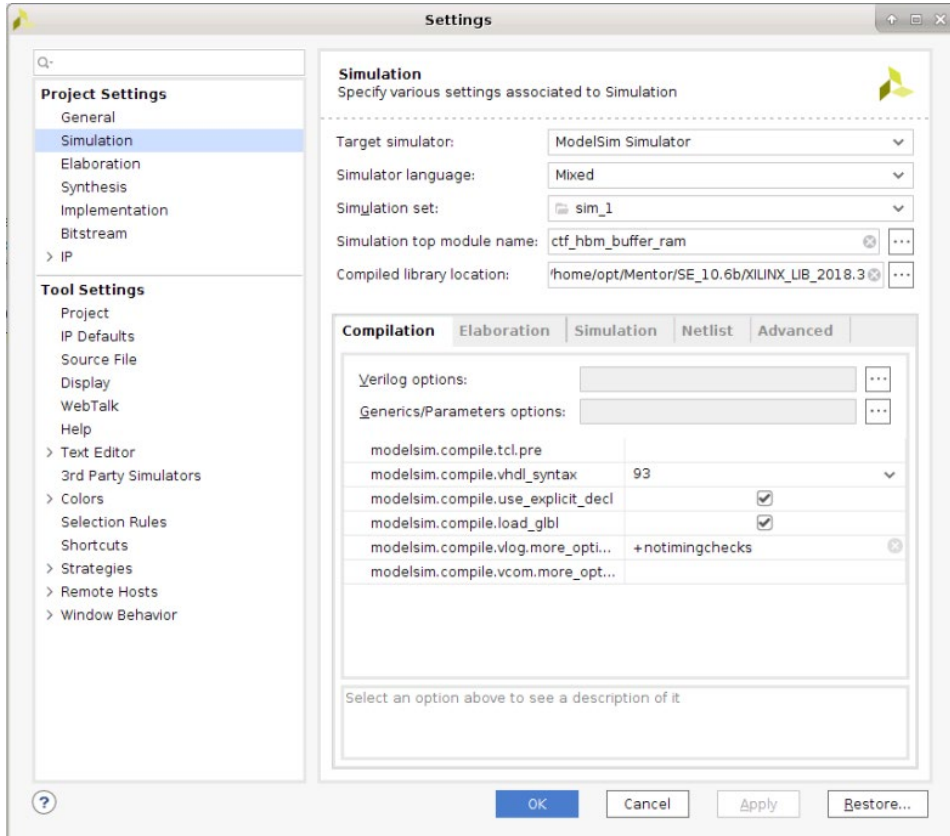 Settings
Project Settings
General
Simulation
Elaboration
Synthesis
Implementation
Bitstream
> IP
Tool Settings
Project
IP Defaults
Source File
Display
WebTalk
Help
> Text Editor
3rd Party Simulators
> Colors
Selection Rules
Shortcuts
> Strategies
> Remote Hosts
> Window Behavior
Simulation
Specify various settings associated to Simulation
Target simulator: ModelSim Simulator
Simulator language: Mixed
Simulation set: sim_1
Simulation top module name: ctf_hbm_buffer_ram ...
Compiled library location: /home/opt/Mentor/SE_10.6b/XILINX_LIB_2018.3 ...
Compilation Elaboration Simulation Netlist Advanced
Verilog options: ...
Generics/Parameters options: ...
modelsim.compile.tcl.pre
modelsim.compile.vhdl_syntax 93
modelsim.compile.use_explicit_decl
modelsim.compile.load_glbl
modelsim.compile.vlog.more_opti... +notimingchecks
modelsim.compile.vcom.more_opt...
Select an option above to see a description of it
? OK Cancel Apply Restore...